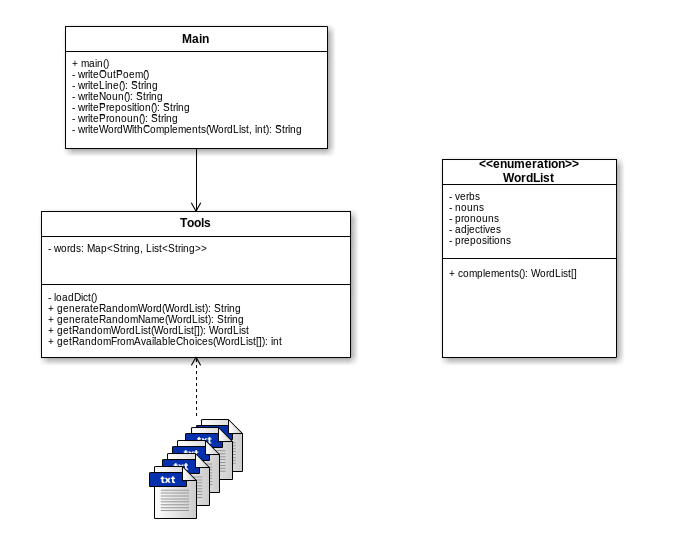 Main
+ main()
- writeOutPoem()
- writeLine(): String
- writeNoun(): String
- writePreposition(): String
- writePronoun(): String
- writeWordWithComplements(WordList, int): String
<<enumeration>>
WordList
- verbs
- nouns
- pronouns
- adjectives
- prepositions
+ complements(): WordList[]
Tools
- words: Map<String, List<String>>
- loadDict()
+ generateRandomWord(WordList): String
+ generateRandomName(WordList): String
+ getRandomWordList(WordList[]): WordList
+ getRandomFromAvailableChoices(WordList[]): int
txt
txt
txt
txt